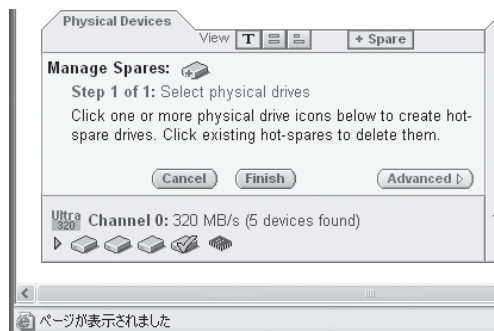 Physical Devices
View T + Spare
Manage Spares:
Step 1 of 1: Select physical drives
Click one or more physical drive icons below to create hot-
spare drives. Click existing hot-spares to delete them.
Cancel Finish Advanced
Ultra 320 Channel 0: 320 MB/s (5 devices found)
ページが表示されました